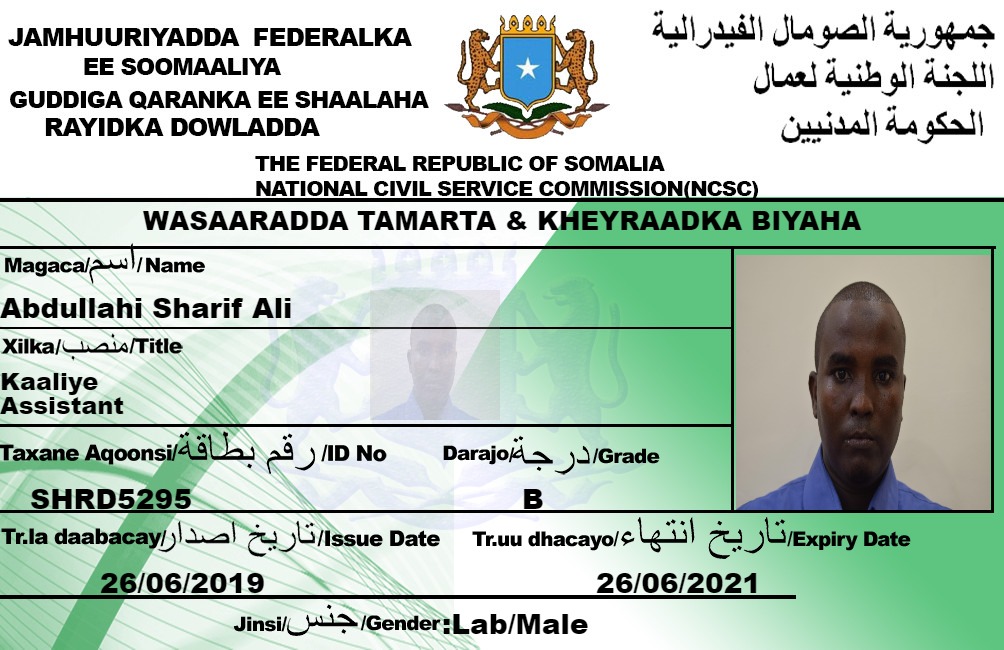 JAMHUURIYADDA FEDERALKA
EE SOOMAALIYA
GUDDIGA QARANKA EE SHAALAHA
RAYIDKA DOWLADDA
جمهورية الصومال الفيدرالية
اللجنة الوطنية لعمال
الحكومة المدنيين
THE FEDERAL REPUBLIC OF SOMALIA
NATIONAL CIVIL SERVICE COMMISSION(NCSC)
WASAARADDA TAMARTA & KHEYRAADKA BIYAHA
Magaca/اسم/Name
Abdullahi Sharif Ali
Xilka/منصب/Title
Kaaliye
Assistant
Taxane Aqoonsi/رقم بطاقة/ID No
SHRD5295
Darajo/درجة/Grade
B
Tr.la daabacay/تاريخ اصدار/Issue Date
26/06/2019
Tr.uu dhacayo/تاريخ انتهاء/Expiry Date
26/06/2021
Jinsi/جنس/Gender:Lab/Male